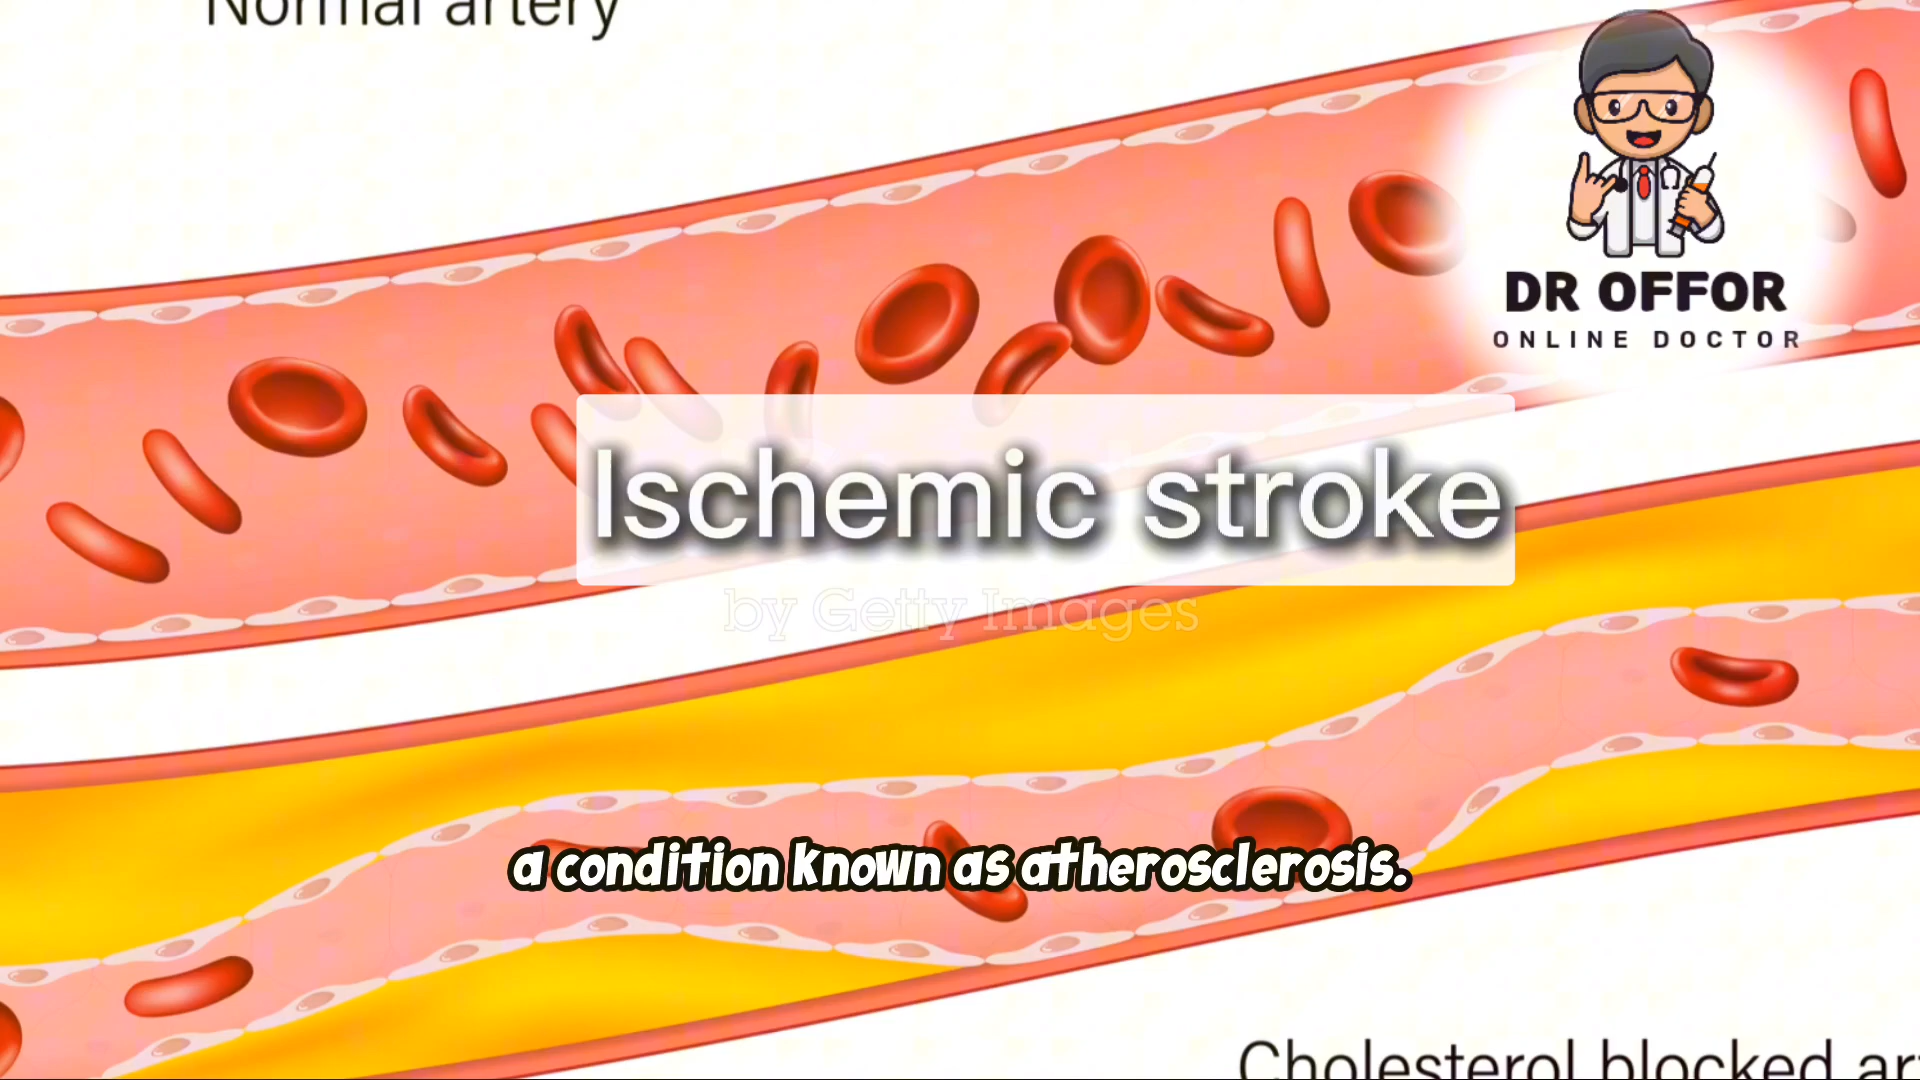 Normal artery
DR OFFOR
ONLINE DOCTOR
Ischemic stroke
by Getty Images
a condition known as atherosclerosis.
Cholesterol blocked